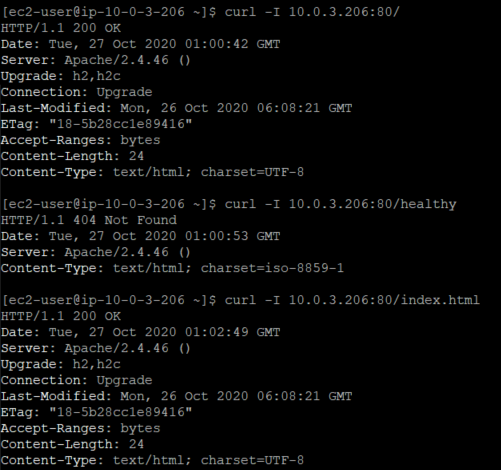 [ec2-user@ip-10-0-3-206 ~]$ curl -I 10.0.3.206:80/
HTTP/1.1 200 OK
Date: Tue, 27 Oct 2020 01:00:42 GMT
Server: Apache/2.4.46 ()
Upgrade: h2,h2c
Connection: Upgrade
Last-Modified: Mon, 26 Oct 2020 06:08:21 GMT
ETag: "18-5b28cc1e89416"
Accept-Ranges: bytes
Content-Length: 24
Content-Type: text/html; charset=UTF-8
[ec2-user@ip-10-0-3-206 ~]$ curl -I 10.0.3.206:80/healthy
HTTP/1.1 404 Not Found
Date: Tue, 27 Oct 2020 01:00:53 GMT
Server: Apache/2.4.46 ()
Content-Type: text/html; charset=iso-8859-1
[ec2-user@ip-10-0-3-206 ~]$ curl -I 10.0.3.206:80/index.html
HTTP/1.1 200 OK
Date: Tue, 27 Oct 2020 01:02:49 GMT
Server: Apache/2.4.46 ()
Upgrade: h2,h2c
Connection: Upgrade
Last-Modified: Mon, 26 Oct 2020 06:08:21 GMT
ETag: "18-5b28cc1e89416"
Accept-Ranges: bytes
Content-Length: 24
Content-Type: text/html; charset=UTF-8